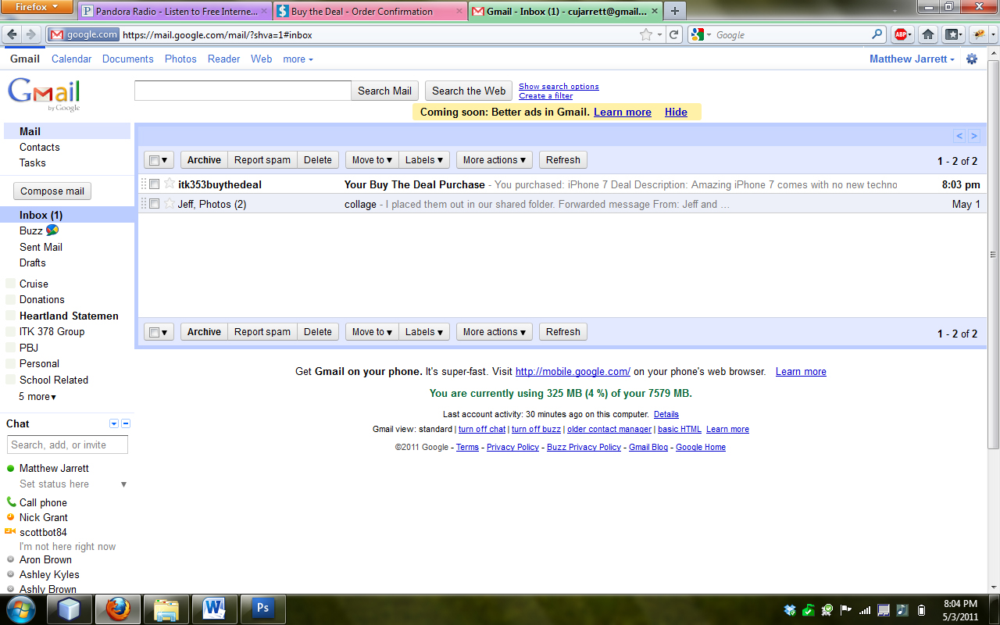 Firefox
Pandora Radio - Listen to Free Interne...
Buy the Deal - Order Confirmation
Gmail - Inbox (1) - cujarrett@gmail....
google.com https://mail.google.com/mail/?shva=1#inbox
Google
ABP
Gmail Calendar Documents Photos Reader Web more
Matthew Jarrett
Gmail by Google
Search Mail Search the Web
Show search options
Create a filter
Coming soon: Better ads in Gmail. Learn more Hide
Mail
Contacts
Tasks
Compose mail
Inbox (1)
Buzz
Sent Mail
Drafts
Cruise
Donations
Heartland Statemen
ITK 378 Group
PBJ
Personal
School Related
5 more▾
< >
Archive Report spam Delete Move to ▾ Labels ▾ More actions ▾ Refresh 1 - 2 of 2
itk353buythedeal Your Buy The Deal Purchase - You purchased: iPhone 7 Deal Description: Amazing iPhone 7 comes with no new techno 8:03 pm
Jeff, Photos (2) collage - I placed them out in our shared folder. Forwarded message From: Jeff and ... May 1
Archive Report spam Delete Move to ▾ Labels ▾ More actions ▾ Refresh 1 - 2 of 2
Get Gmail on your phone. It's super-fast. Visit http://mobile.google.com/ on your phone's web browser. Learn more
You are currently using 325 MB (4 %) of your 7579 MB.
Last account activity: 30 minutes ago on this computer. Details
Gmail view: standard | turn off chat | turn off buzz | older contact manager | basic HTML Learn more
©2011 Google - Terms - Privacy Policy - Buzz Privacy Policy - Gmail Blog - Google Home
Chat
Search, add, or invite
Matthew Jarrett
Set status here
Call phone
Nick Grant
scottbot84
I'm not here right now
Aron Brown
Ashley Kyles
Ashly Brown
W
Ps
8:04 PM
5/3/2011